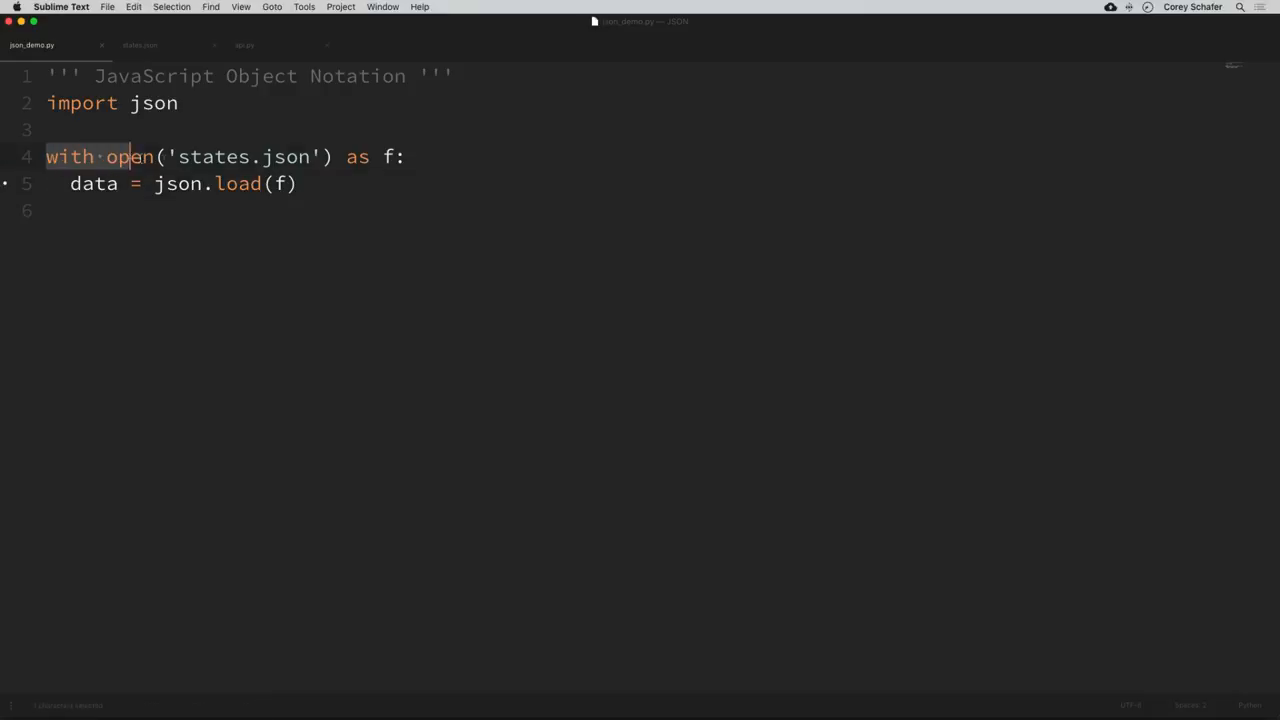 Sublime Text File Edit Selection Find View Goto Tools Project Window Help Corey Schafer
json_demo.py — JSON
json_demo.py states.json api.py
1 ''' JavaScript Object Notation '''
2 import json
3
4 with open('states.json') as f:
5 data = json.load(f)
6
UTF-8 Spaces: 2 Python